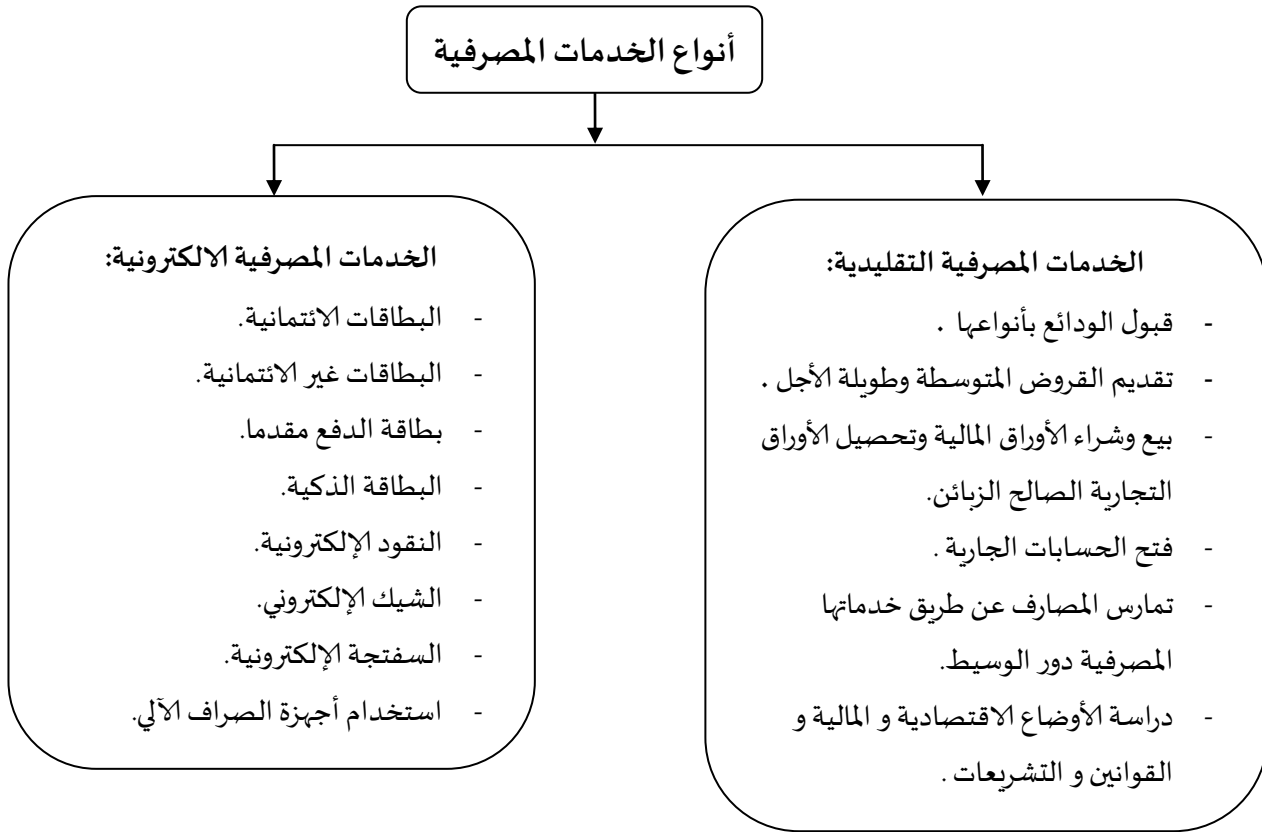 أنواع الخدمات المصرفية
الخدمات المصرفية التقليدية:
- قبول الودائع بأنواعها .
- تقديم القروض المتوسطة وطويلة الأجل .
- بيع وشراء الأوراق المالية وتحصيل الأوراق
التجارية الصالح الزبائن.
- فتح الحسابات الجارية .
- تمارس المصارف عن طريق خدماتها
المصرفية دور الوسيط.
- دراسة الأوضاع الاقتصادية و المالية و
القوانين و التشريعات .
الخدمات المصرفية الالكترونية:
- البطاقات الائتمانية.
- البطاقات غير الائتمانية.
- بطاقة الدفع مقدما.
- البطاقة الذكية.
- النقود الإلكترونية.
- الشيك الإلكتروني.
- السفتجة الإلكترونية.
- استخدام أجهزة الصراف الآلي.